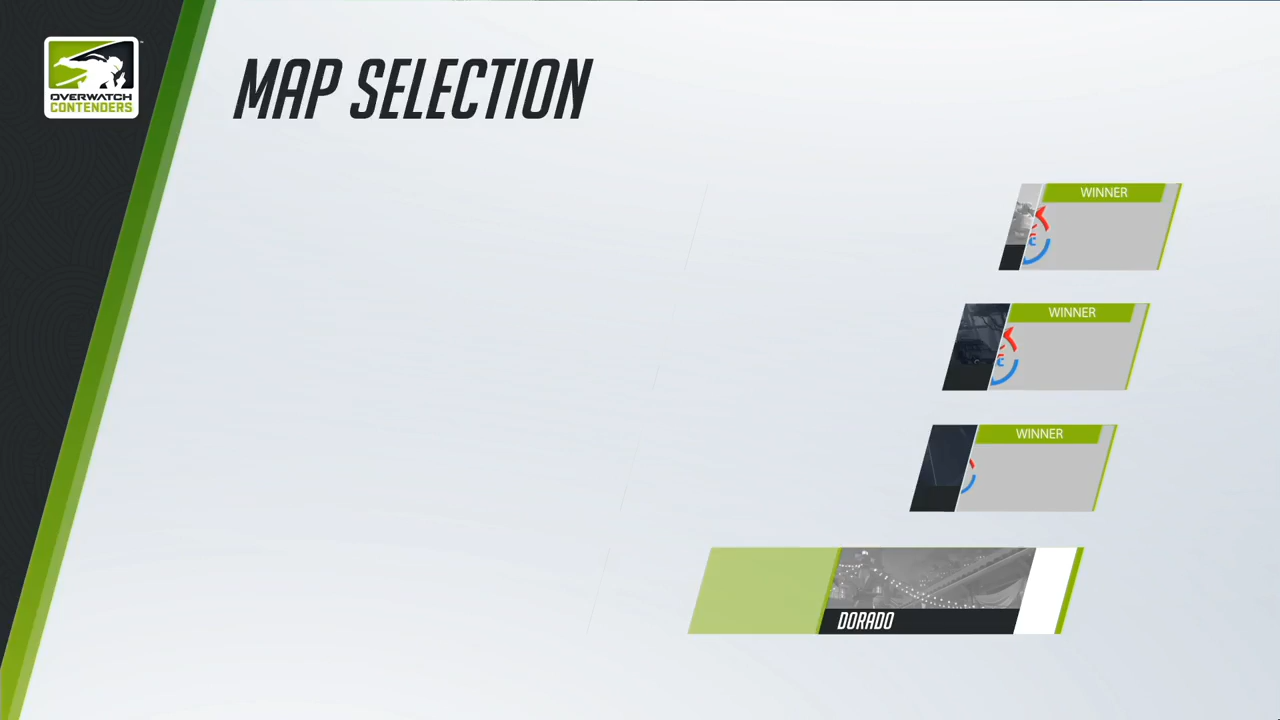 OVERWATCH
CONTENDERS
MAP SELECTION
WINNER
WINNER
WINNER
DORADO